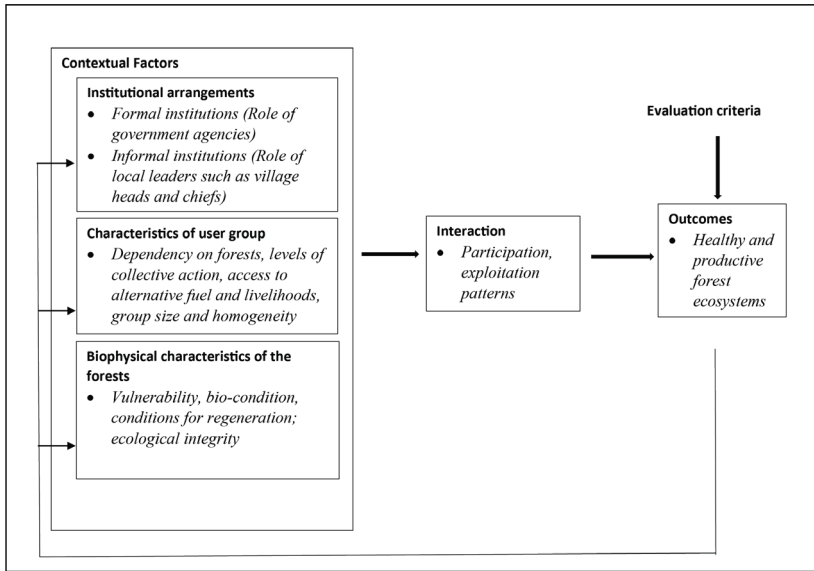 Contextual Factors
Institutional arrangements
● Formal institutions (Role of
government agencies)
● Informal institutions (Role of
local leaders such as village
heads and chiefs)
Characteristics of user group
● Dependency on forests, levels of
collective action, access to
alternative fuel and livelihoods,
group size and homogeneity
Biophysical characteristics of the
forests
● Vulnerability, bio-condition,
conditions for regeneration;
ecological integrity
Interaction
● Participation,
exploitation
patterns
Evaluation criteria
Outcomes
● Healthy and
productive
forest
ecosystems